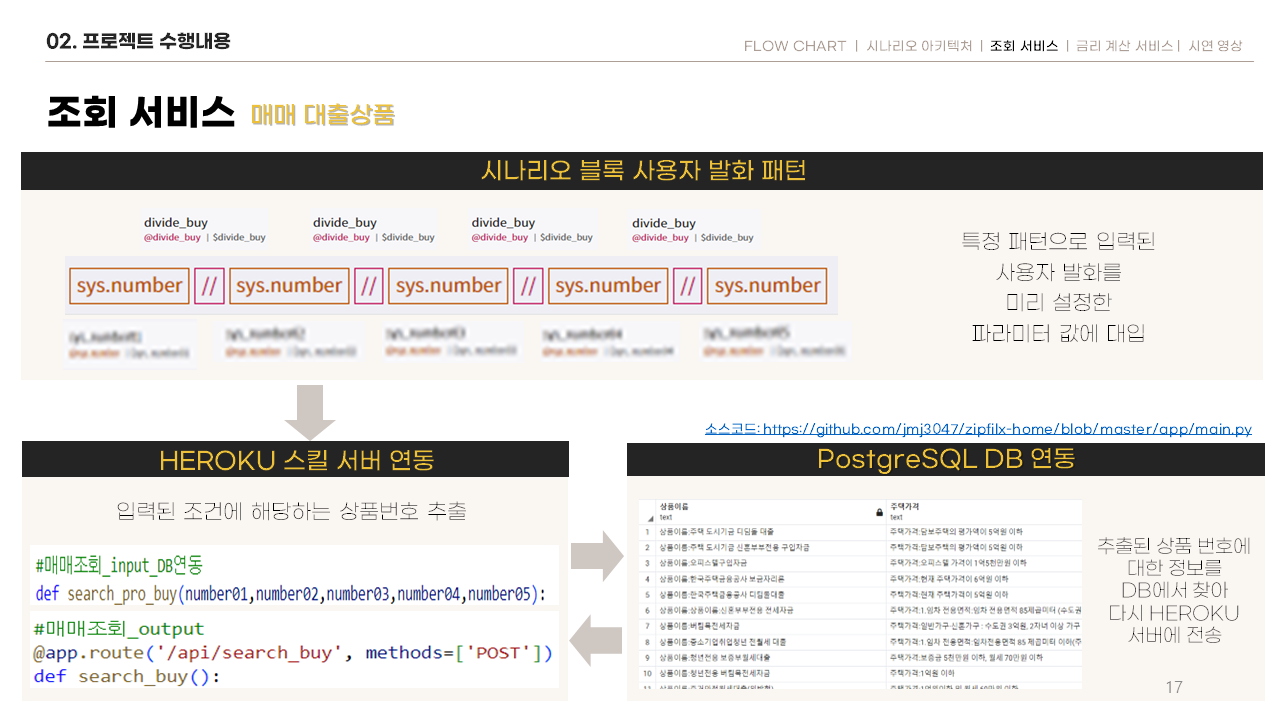 02. 프로젝트 수행내용
FLOW CHART | 시나리오 아키텍처 | 조회 서비스 | 금리 계산 서비스 | 시연 영상
조회 서비스 매매 대출상품
시나리오 블록 사용자 발화 패턴
divide_buy divide_buy divide_buy divide_buy
@divide_buy | $divide_buy @divide_buy | $divide_buy @divide_buy | $divide_buy @divide_buy | $divide_buy
sys.number // sys.number // sys.number // sys.number // sys.number
특정 패턴으로 입력된
사용자 발화를
미리 설정한
파라미터 값에 대입
소스코드: https://github.com/jmj3047/zipfilx-home/blob/master/app/main.py
HEROKU 스킬 서버 연동
입력된 조건에 해당하는 상품번호 추출
#매매조회_input_DB연동
def search_pro_buy(number01,number02,number03,number04,number05):
#매매조회_output
@app.route('/api/search_buy', methods=['POST'])
def search_buy():
PostgreSQL DB 연동
상품이름 주택가격
text text
1 상품이름:주택 도시기금 디딤돌 대출 주택가격:담보주택의 평가액이 5억원 이하
2 상품이름:주택 도시기금 신혼부부전용 구입자금 주택가격:담보주택의 평가액이 5억원 이하
3 상품이름:오피스텔구입자금 주택가격:오피스텔 가격이 1억5천만원 이하
4 상품이름:한국주택금융공사 보금자리론 주택가격:현재 주택가격이 6억원 이하
5 상품이름:한국주택금융공사 디딤돌대출 주택가격:현재 주택가격이 5억원 이하
6 상품이름:상품이름:신혼부부전용 전세자금 주택가격:1.임차 전용면적:임차 전용면적 85제곱미터 (수도권
7 상품이름:버팀목전세자금 주택가격:일반가구·신혼가구 : 수도권 3억원, 2자녀 이상 가구
8 상품이름:중소기업취업청년 전월세 대출 주택가격:1.임차 전용면적:임차전용면적 85 제곱미터 이하(주
9 상품이름:청년전용 보증부월세대출 주택가격:보증금 5천만원 이하, 월세 70만원 이하
10 상품이름:청년전용 버팀목전세자금 주택가격:1억원 이하
11
추출된 상품 번호에
대한 정보를
DB에서 찾아
다시 HEROKU
서버에 전송
17